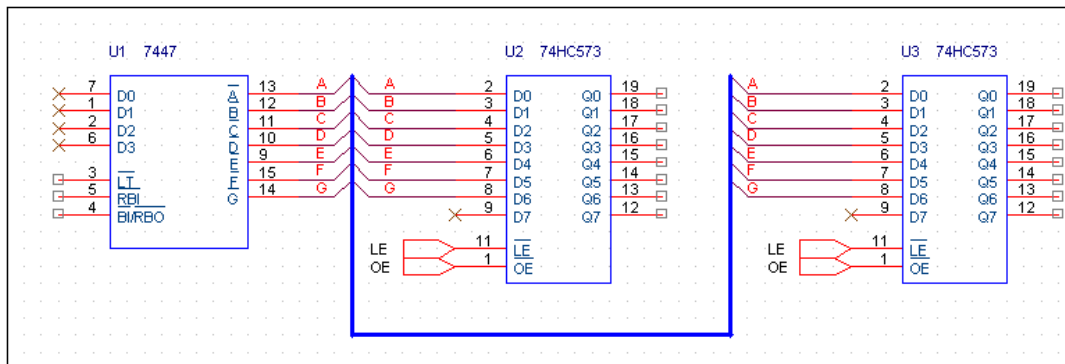 U1 7447
7 D0 A 13 A
1 D1 B 12 B
2 D2 C 11 C
6 D3 D 10 D
E 9 E
3 LT F 15 F
5 RBI G 14 G
4 BI/RBO
U2 74HC573
A 2 D0 Q0 19
B 3 D1 Q1 18
C 4 D2 Q2 17
D 5 D3 Q3 16
E 6 D4 Q4 15
F 7 D5 Q5 14
G 8 D6 Q6 13
9 D7 Q7 12
LE 11 LE
OE 1 OE
U3 74HC573
A 2 D0 Q0 19
B 3 D1 Q1 18
C 4 D2 Q2 17
D 5 D3 Q3 16
E 6 D4 Q4 15
F 7 D5 Q5 14
G 8 D6 Q6 13
9 D7 Q7 12
LE 11 LE
OE 1 OE